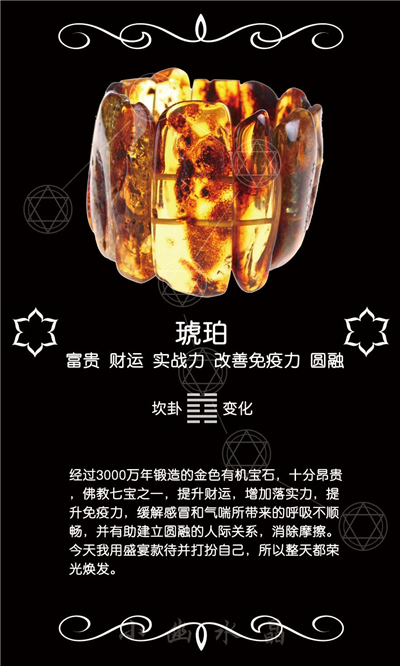 琥珀
富贵 财运 实战力 改善免疫力 圆融
坎卦 变化
经过3000万年锻造的金色有机宝石，十分昂贵
，佛教七宝之一，提升财运，增加落实力，提
升免疫力，缓解感冒和气喘所带来的呼吸不顺
畅，并有助建立圆融的人际关系，消除摩擦。
今天我用盛宴款待并打扮自己，所以整天都荣
光焕发。
小幽水晶